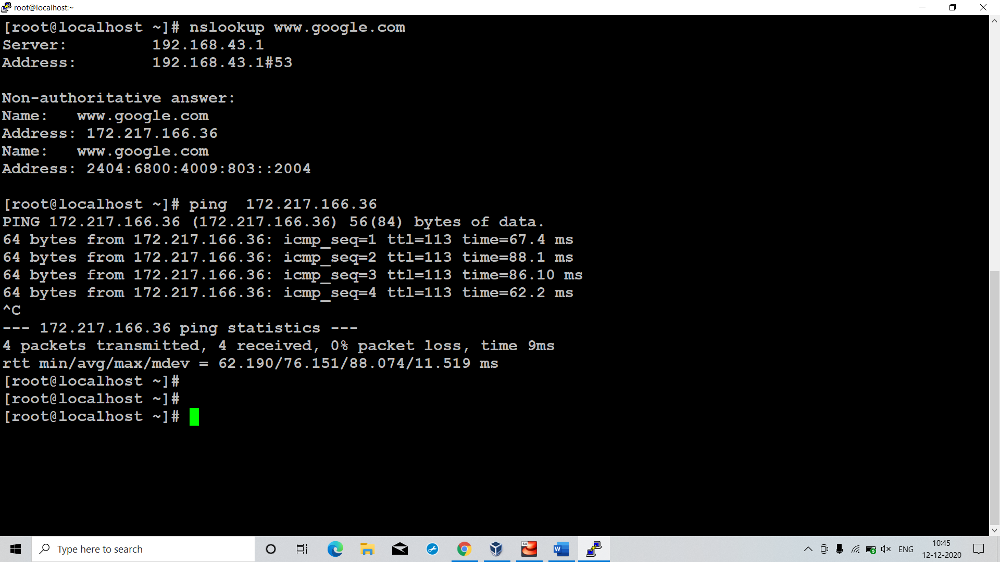 root@localhost:~
[root@localhost ~]# nslookup www.google.com
Server:         192.168.43.1
Address:        192.168.43.1#53
Non-authoritative answer:
Name:   www.google.com
Address: 172.217.166.36
Name:   www.google.com
Address: 2404:6800:4009:803::2004
[root@localhost ~]# ping  172.217.166.36
PING 172.217.166.36 (172.217.166.36) 56(84) bytes of data.
64 bytes from 172.217.166.36: icmp_seq=1 ttl=113 time=67.4 ms
64 bytes from 172.217.166.36: icmp_seq=2 ttl=113 time=88.1 ms
64 bytes from 172.217.166.36: icmp_seq=3 ttl=113 time=86.10 ms
64 bytes from 172.217.166.36: icmp_seq=4 ttl=113 time=62.2 ms
^C
--- 172.217.166.36 ping statistics ---
4 packets transmitted, 4 received, 0% packet loss, time 9ms
rtt min/avg/max/mdev = 62.190/76.151/88.074/11.519 ms
[root@localhost ~]#
[root@localhost ~]#
[root@localhost ~]#
Type here to search
64
W
ENG
10:45
12-12-2020